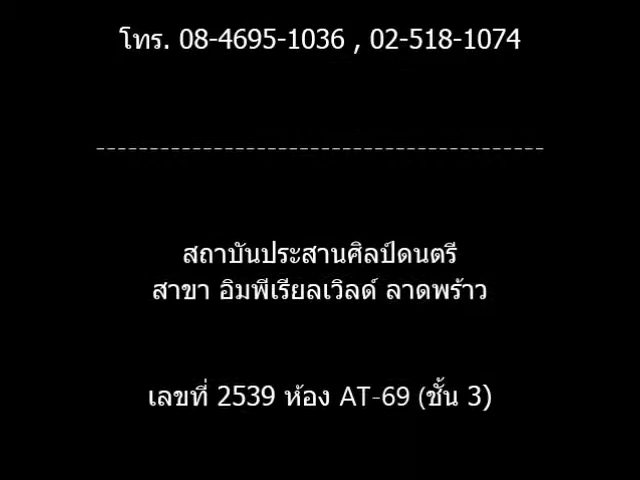 โทร. 08-4695-1036 , 02-518-1074
------------------------------------------
สถาบันประสานศิลป์ดนตรี
สาขา อิมพีเรียลเวิลด์ ลาดพร้าว
เลขที่ 2539 ห้อง AT-69 (ชั้น 3)